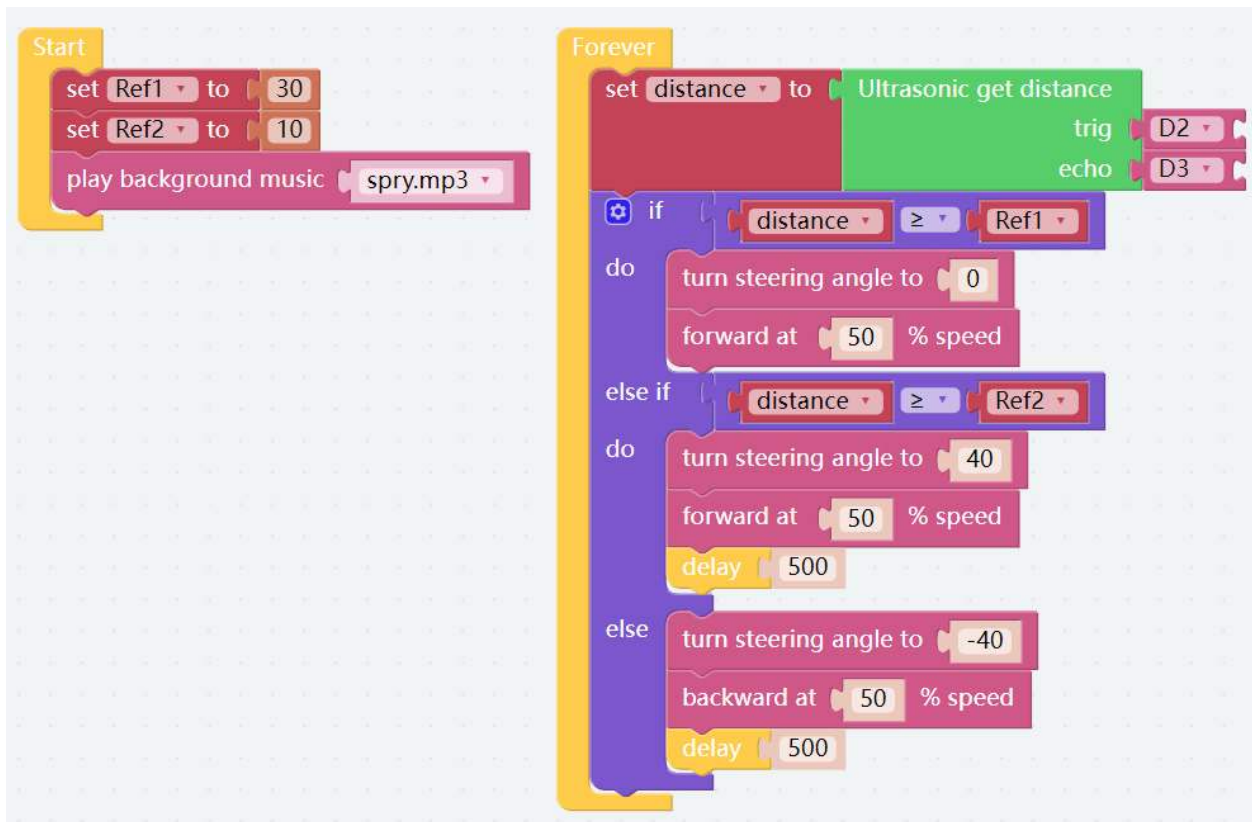 Start
set Ref1 to 30
set Ref2 to 10
play background music spry.mp3
Forever
set distance to Ultrasonic get distance
trig D2
echo D3
if distance ≥ Ref1
do turn steering angle to 0
forward at 50 % speed
else if distance ≥ Ref2
do turn steering angle to 40
forward at 50 % speed
delay 500
else turn steering angle to -40
backward at 50 % speed
delay 500